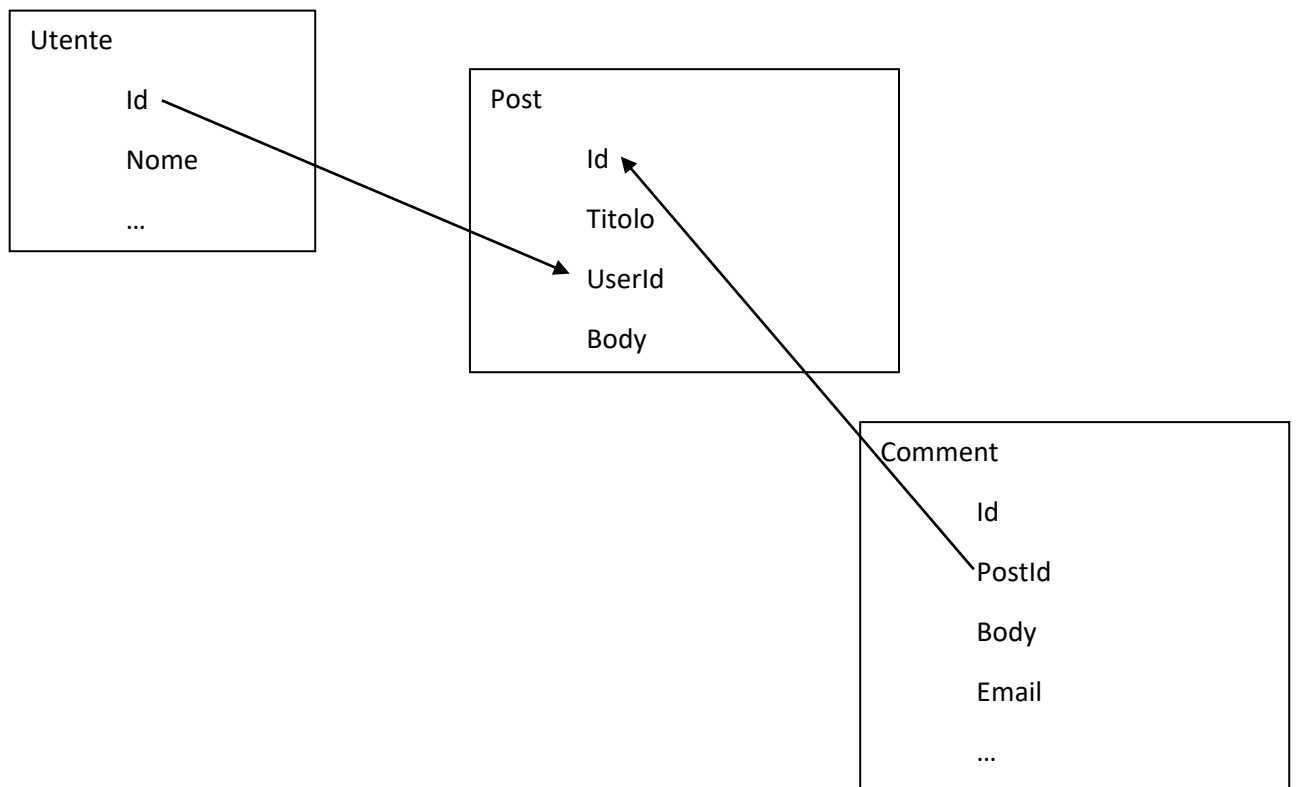 Utente
Id
Nome
…
Post
Id
Titolo
UserId
Body
Comment
Id
PostId
Body
Email
…